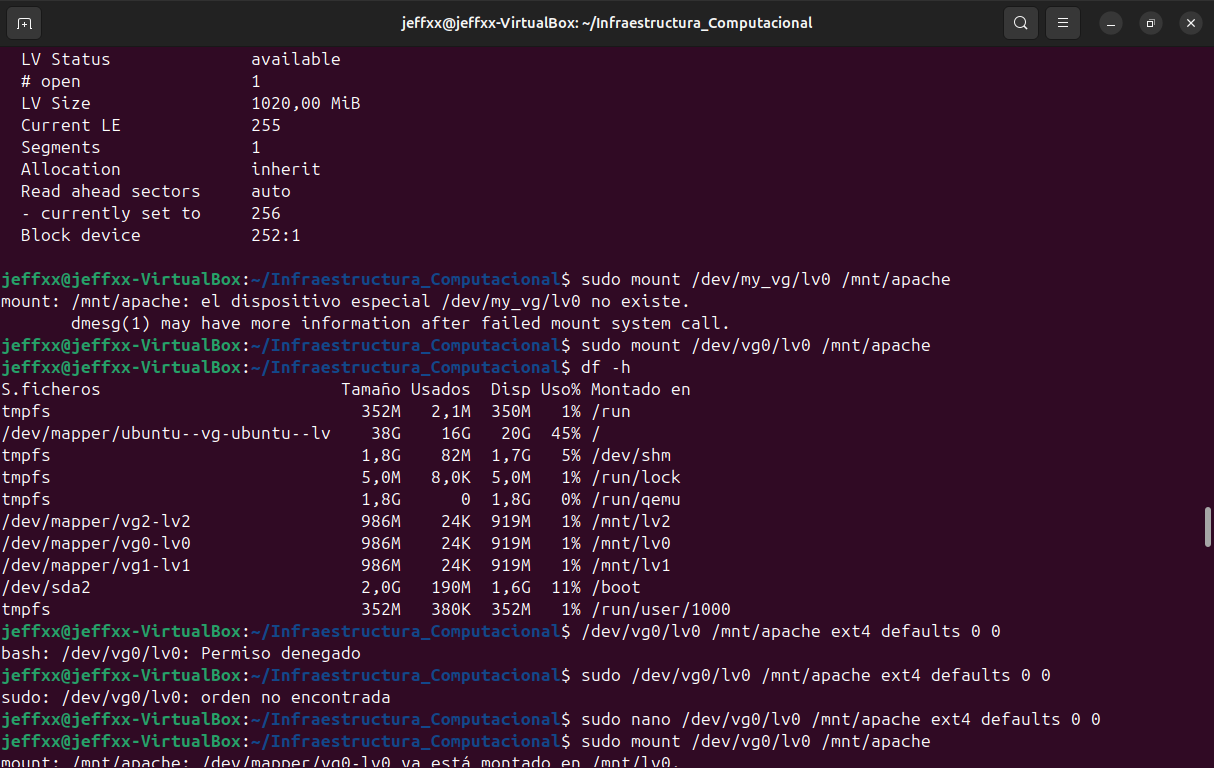 jeffxx@jeffxx-VirtualBox: ~/Infraestructura_Computacional
LV Status              available
# open                 1
LV Size                1020,00 MiB
Current LE             255
Segments               1
Allocation             inherit
Read ahead sectors     auto
- currently set to     256
Block device           252:1
jeffxx@jeffxx-VirtualBox:~/Infraestructura_Computacional$ sudo mount /dev/my_vg/lv0 /mnt/apache
mount: /mnt/apache: el dispositivo especial /dev/my_vg/lv0 no existe.
       dmesg(1) may have more information after failed mount system call.
jeffxx@jeffxx-VirtualBox:~/Infraestructura_Computacional$ sudo mount /dev/vg0/lv0 /mnt/apache
jeffxx@jeffxx-VirtualBox:~/Infraestructura_Computacional$ df -h
S.ficheros                        Tamaño Usados  Disp Uso% Montado en
tmpfs                               352M   2,1M  350M   1% /run
/dev/mapper/ubuntu--vg-ubuntu--lv    38G    16G   20G  45% /
tmpfs                               1,8G    82M  1,7G   5% /dev/shm
tmpfs                               5,0M   8,0K  5,0M   1% /run/lock
tmpfs                               1,8G      0  1,8G   0% /run/qemu
/dev/mapper/vg2-lv2                 986M    24K  919M   1% /mnt/lv2
/dev/mapper/vg0-lv0                 986M    24K  919M   1% /mnt/lv0
/dev/mapper/vg1-lv1                 986M    24K  919M   1% /mnt/lv1
/dev/sda2                           2,0G   190M  1,6G  11% /boot
tmpfs                               352M   380K  352M   1% /run/user/1000
jeffxx@jeffxx-VirtualBox:~/Infraestructura_Computacional$ /dev/vg0/lv0 /mnt/apache ext4 defaults 0 0
bash: /dev/vg0/lv0: Permiso denegado
jeffxx@jeffxx-VirtualBox:~/Infraestructura_Computacional$ sudo /dev/vg0/lv0 /mnt/apache ext4 defaults 0 0
sudo: /dev/vg0/lv0: orden no encontrada
jeffxx@jeffxx-VirtualBox:~/Infraestructura_Computacional$ sudo nano /dev/vg0/lv0 /mnt/apache ext4 defaults 0 0
jeffxx@jeffxx-VirtualBox:~/Infraestructura_Computacional$ sudo mount /dev/vg0/lv0 /mnt/apache
mount: /mnt/apache: /dev/mapper/vg0-lv0 ya está montado en /mnt/lv0.